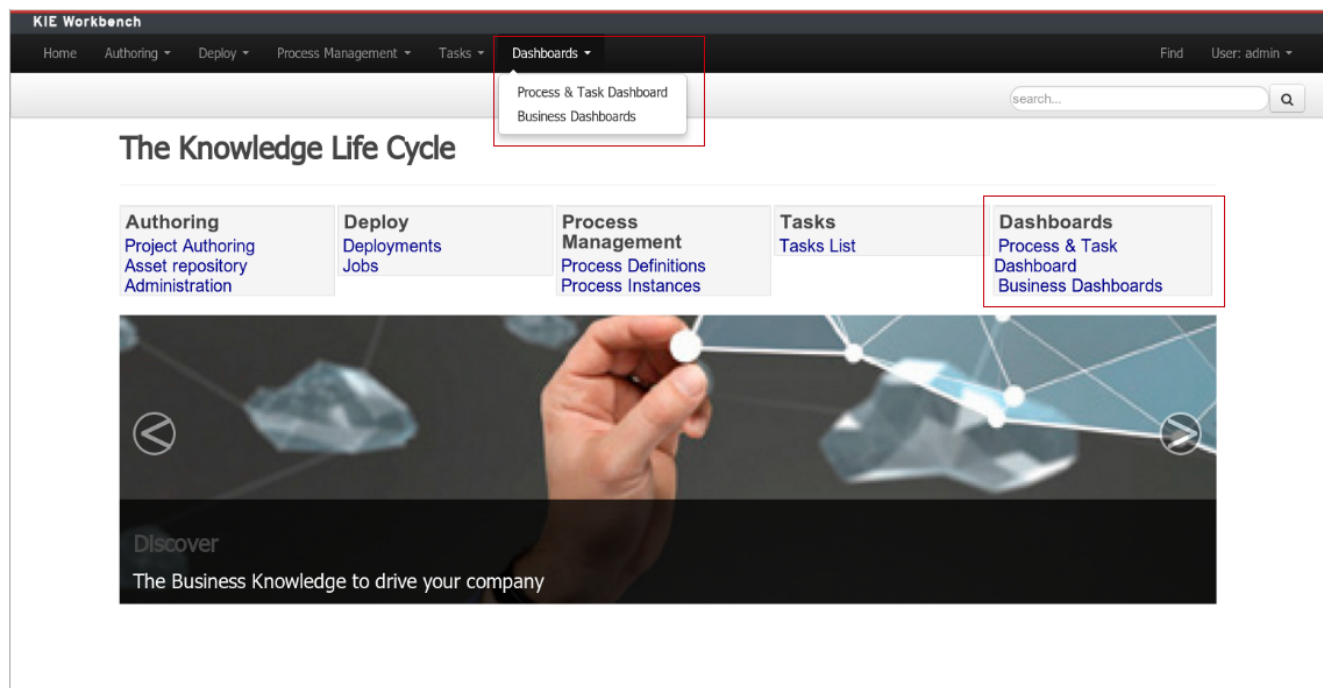 KIE Workbench
Home Authoring Deploy Process Management Tasks Dashboards Find User: admin
Process & Task Dashboard
Business Dashboards
search...
The Knowledge Life Cycle
Authoring
Project Authoring
Asset repository
Administration
Deploy
Deployments
Jobs
Process
Management
Process Definitions
Process Instances
Tasks
Tasks List
Dashboards
Process & Task
Dashboard
Business Dashboards
Discover
The Business Knowledge to drive your company